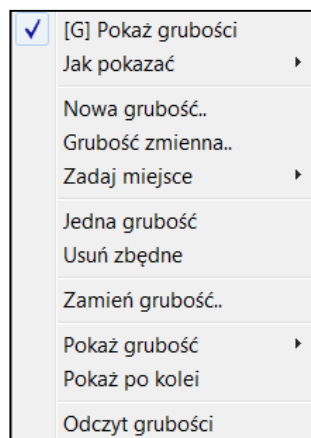 [G] Pokaż grubości
Jak pokazać
Nowa grubość..
Grubość zmienna..
Zadaj miejsce
Jedna grubość
Usuń zbędne
Zamień grubość..
Pokaż grubość
Pokaż po kolei
Odczyt grubości